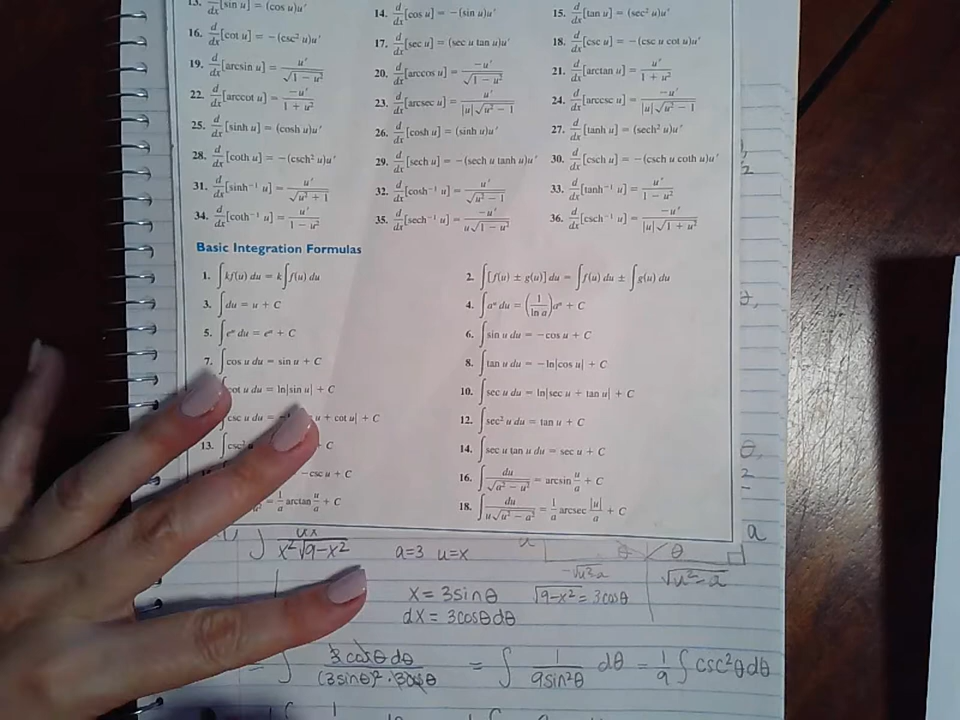 13. d/dx[sin u] = (cos u)u′ 14. d/dx[cos u] = −(sin u)u′ 15. d/dx[tan u] = (sec² u)u′
16. d/dx[cot u] = −(csc² u)u′ 17. d/dx[sec u] = (sec u tan u)u′ 18. d/dx[csc u] = −(csc u cot u)u′
19. d/dx[arcsin u] = u′/√(1 − u²) 20. d/dx[arccos u] = −u′/√(1 − u²) 21. d/dx[arctan u] = u′/(1 + u²)
22. d/dx[arccot u] = −u′/(1 + u²) 23. d/dx[arcsec u] = u′/(|u|√(u² − 1)) 24. d/dx[arccsc u] = −u′/(|u|√(u² − 1))
25. d/dx[sinh u] = (cosh u)u′ 26. d/dx[cosh u] = (sinh u)u′ 27. d/dx[tanh u] = (sech² u)u′
28. d/dx[coth u] = −(csch² u)u′ 29. d/dx[sech u] = −(sech u tanh u)u′ 30. d/dx[csch u] = −(csch u coth u)u′
31. d/dx[sinh⁻¹ u] = u′/√(u² + 1) 32. d/dx[cosh⁻¹ u] = u′/√(u² − 1) 33. d/dx[tanh⁻¹ u] = u′/(1 − u²)
34. d/dx[coth⁻¹ u] = u′/(1 − u²) 35. d/dx[sech⁻¹ u] = −u′/(u√(1 − u²)) 36. d/dx[csch⁻¹ u] = −u′/(|u|√(1 + u²))
Basic Integration Formulas
1. ∫kf(u) du = k∫f(u) du 2. ∫[f(u) ± g(u)] du = ∫f(u) du ± ∫g(u) du
3. ∫du = u + C 4. ∫aᵘ du = (1/ln a)aᵘ + C
5. ∫eᵘ du = eᵘ + C 6. ∫sin u du = −cos u + C
7. ∫cos u du = sin u + C 8. ∫tan u du = −ln|cos u| + C
∫cot u du = ln|sin u| + C 10. ∫sec u du = ln|sec u + tan u| + C
∫csc u du = u + cot u| + C 12. ∫sec² u du = tan u + C
13. ∫csc² C 14. ∫sec u tan u du = sec u + C
−csc u + C 16. ∫du/√(a² − u²) = arcsin u/a + C
= 1/a arctan u/a + C 18. ∫du/(u√(u² − a²)) = 1/a arcsec |u|/a + C
θ θ a
∫ /(x²√(9−x²)) a=3 u=x −√u²a √u²−a
x = 3sinθ √(9−x²) = 3cosθ
dx = 3cosθdθ
= ∫ 3cosθdθ/((3sinθ)²·3cosθ) = ∫ 1/(9sin²θ) dθ = 1/9 ∫csc²θdθ